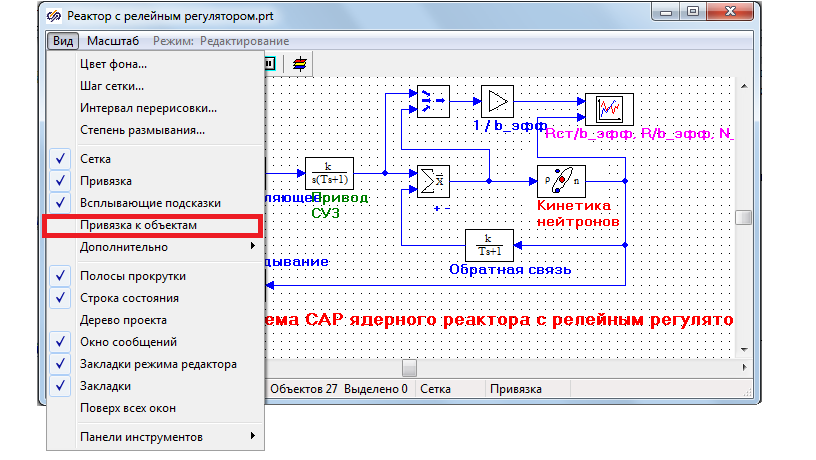 Реактор с релейным регулятором.prt
Вид Масштаб Режим: Редактирование
Цвет фона...
Шаг сетки...
Интервал перерисовки...
Степень размывания...
Сетка
Привязка
Всплывающие подсказки
Привязка к объектам
Дополнительно
Полосы прокрутки
Строка состояния
Дерево проекта
Окно сообщений
Закладки режима редактора
Закладки
Поверх всех окон
Панели инструментов
1 / b_эфф
Rст/b_эфф, R/b_эфф, N_
k
s(Ts+1)
ляющее
Привод
СУЗ
x
+ -
ρ n
Кинетика
нейтронов
k
Ts+1
Обратная связь
дывание
ема САР ядерного реактора с релейным регулято
Объектов 27 Выделено 0 Сетка Привязка